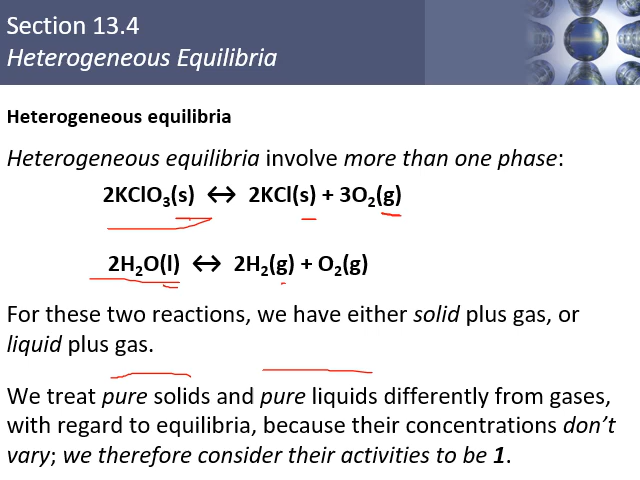 Section 13.4
Heterogeneous Equilibria
Heterogeneous equilibria
Heterogeneous equilibria involve more than one phase:
2KClO₃(s) ↔ 2KCl(s) + 3O₂(g)
2H₂O(l) ↔ 2H₂(g) + O₂(g)
For these two reactions, we have either solid plus gas, or
liquid plus gas.
We treat pure solids and pure liquids differently from gases,
with regard to equilibria, because their concentrations don’t
vary; we therefore consider their activities to be 1.